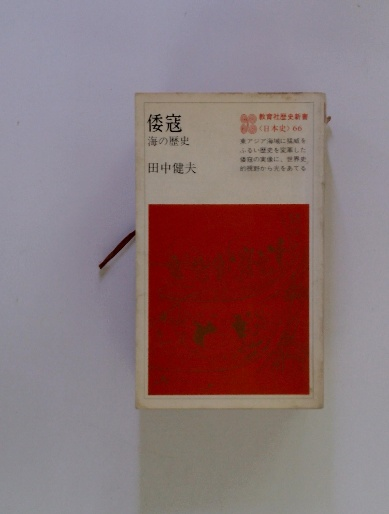 倭寇
海の歴史
田中健夫
教育社歴史新書
〈日本史〉66
東アジア海域に猛威を
ふるい歴史を変革した
倭寇の実像に、世界史
的視野から光をあてる